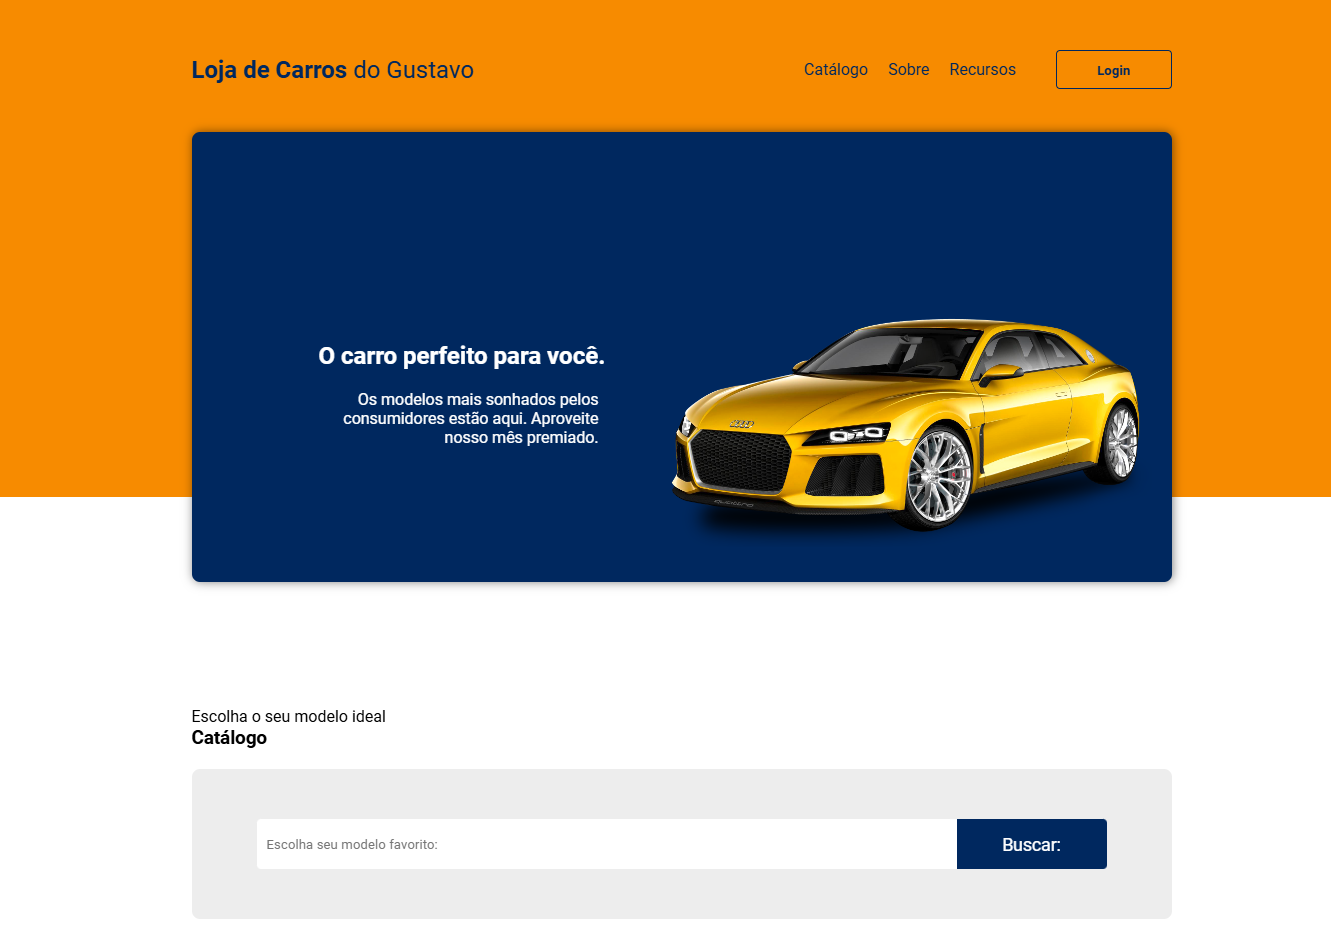 Loja de Carros do Gustavo
Catálogo Sobre Recursos Login
O carro perfeito para você.
Os modelos mais sonhados pelos
consumidores estão aqui. Aproveite
nosso mês premiado.
Escolha o seu modelo ideal
Catálogo
Escolha seu modelo favorito: Buscar: